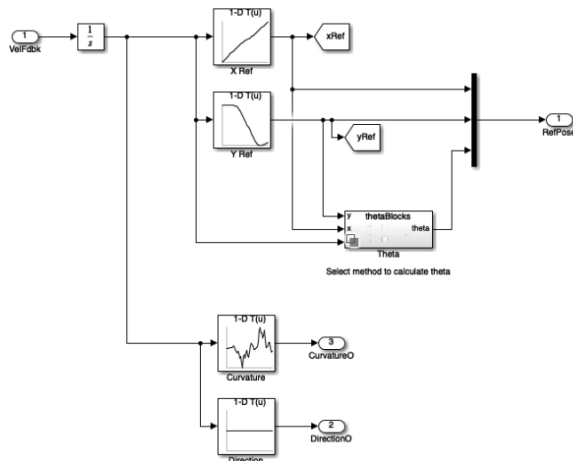 1-D T(u)
1
VelFdbk
1
s
xRef
X Ref
1-D T(u)
1
RefPose
Y Ref
yRef
y
thetaBlocks
x
theta
Theta
Select method to calculate theta
1-D T(u)
3
CurvatureO
Curvature
1-D T(u)
2
DirectionO
Direction